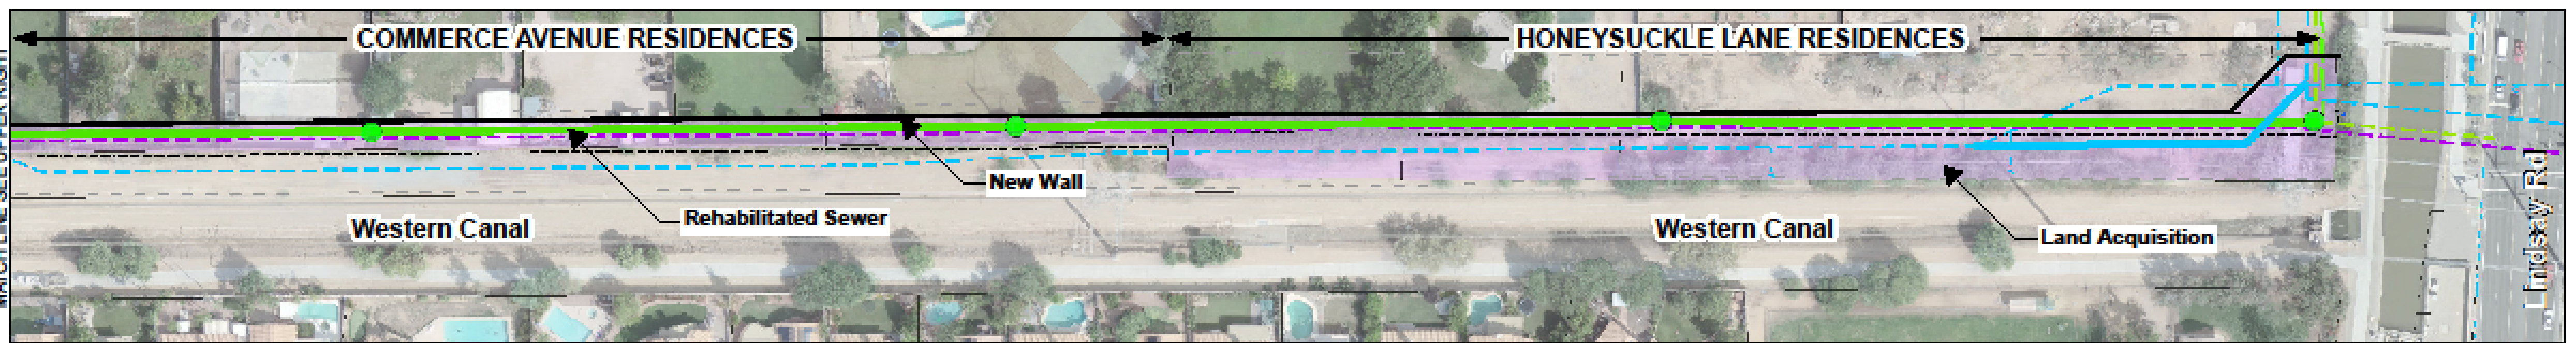 COMMERCE AVENUE RESIDENCES
HONEYSUCKLE LANE RESIDENCES
New Wall
Rehabilitated Sewer
Western Canal
Western Canal
Land Acquisition
Lindsay Rd